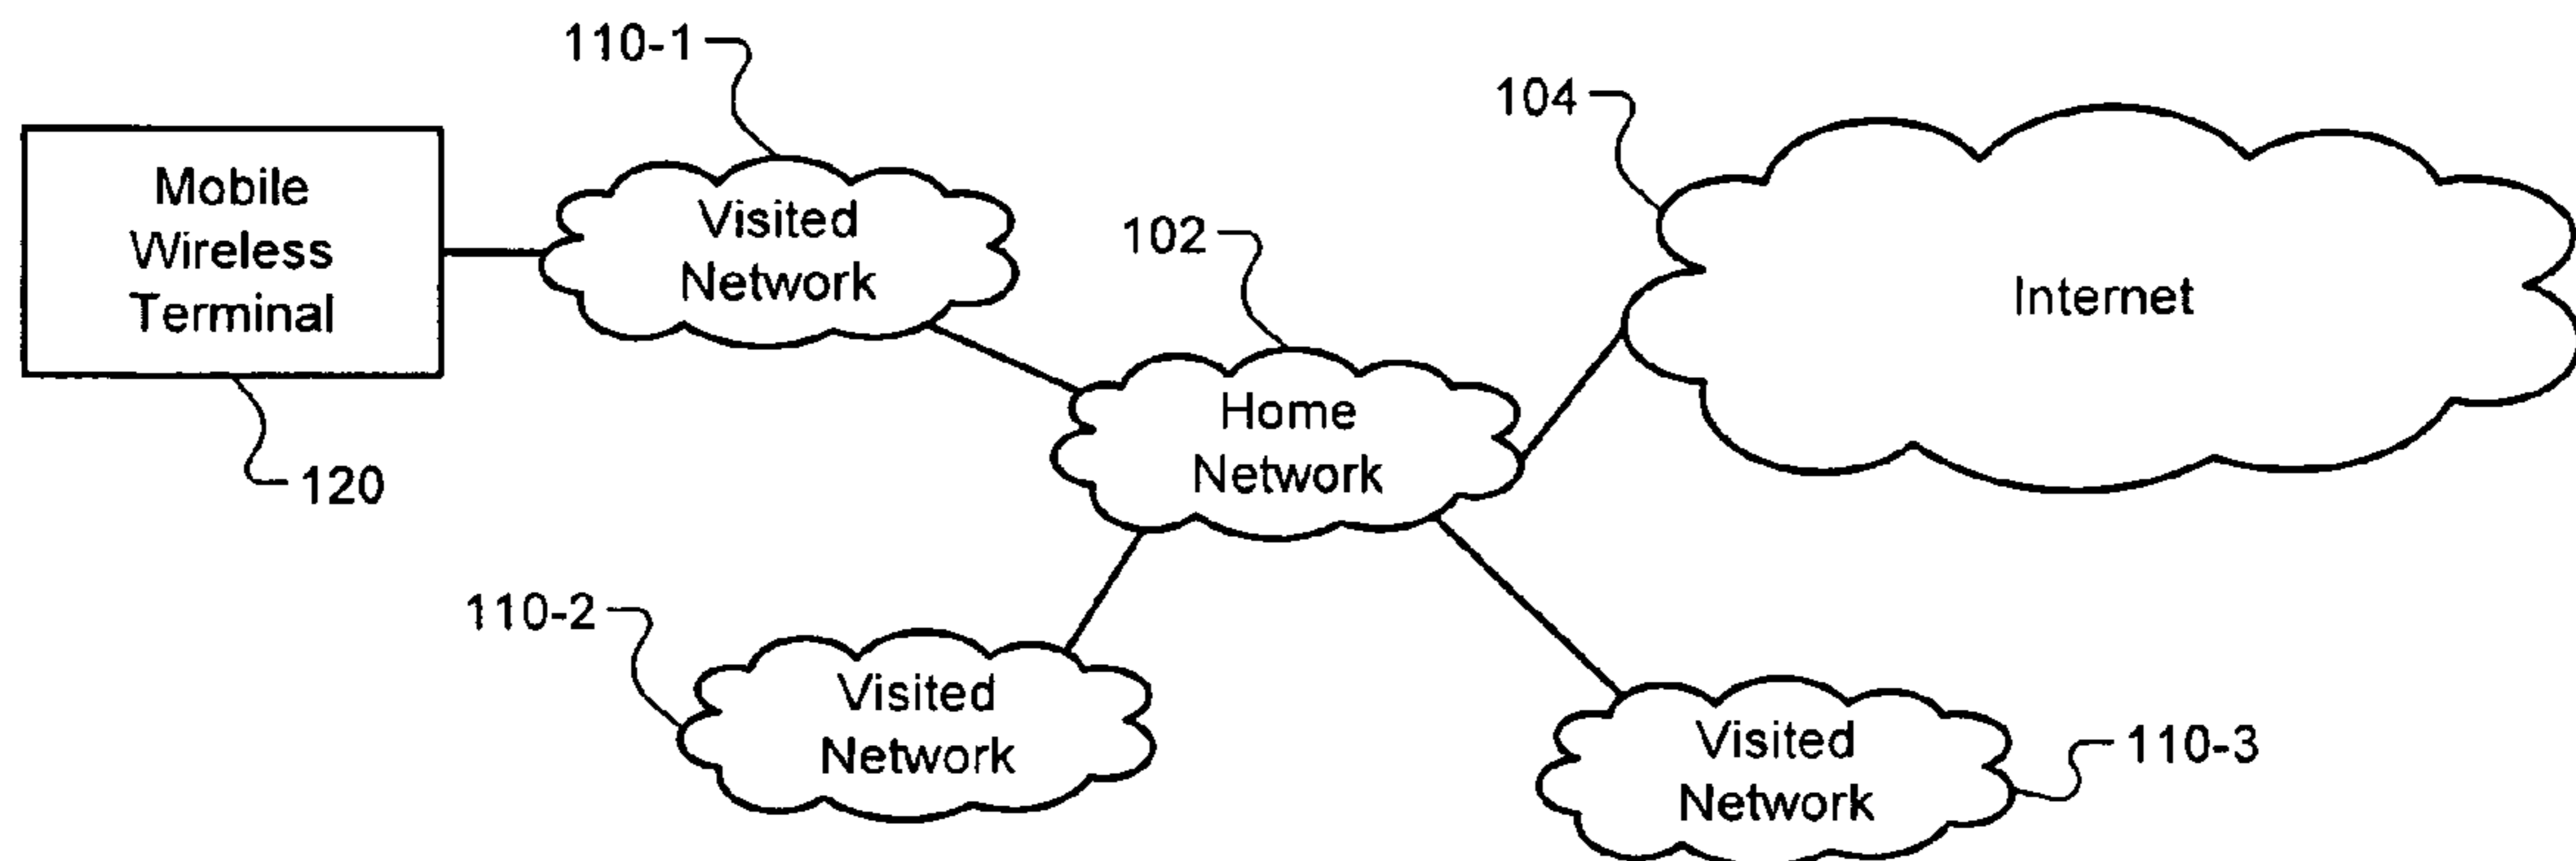 110-1
104
Mobile
Wireless
Terminal
Visited
Network
102
Internet
Home
Network
120
110-2
Visited
Network
Visited
Network
110-3